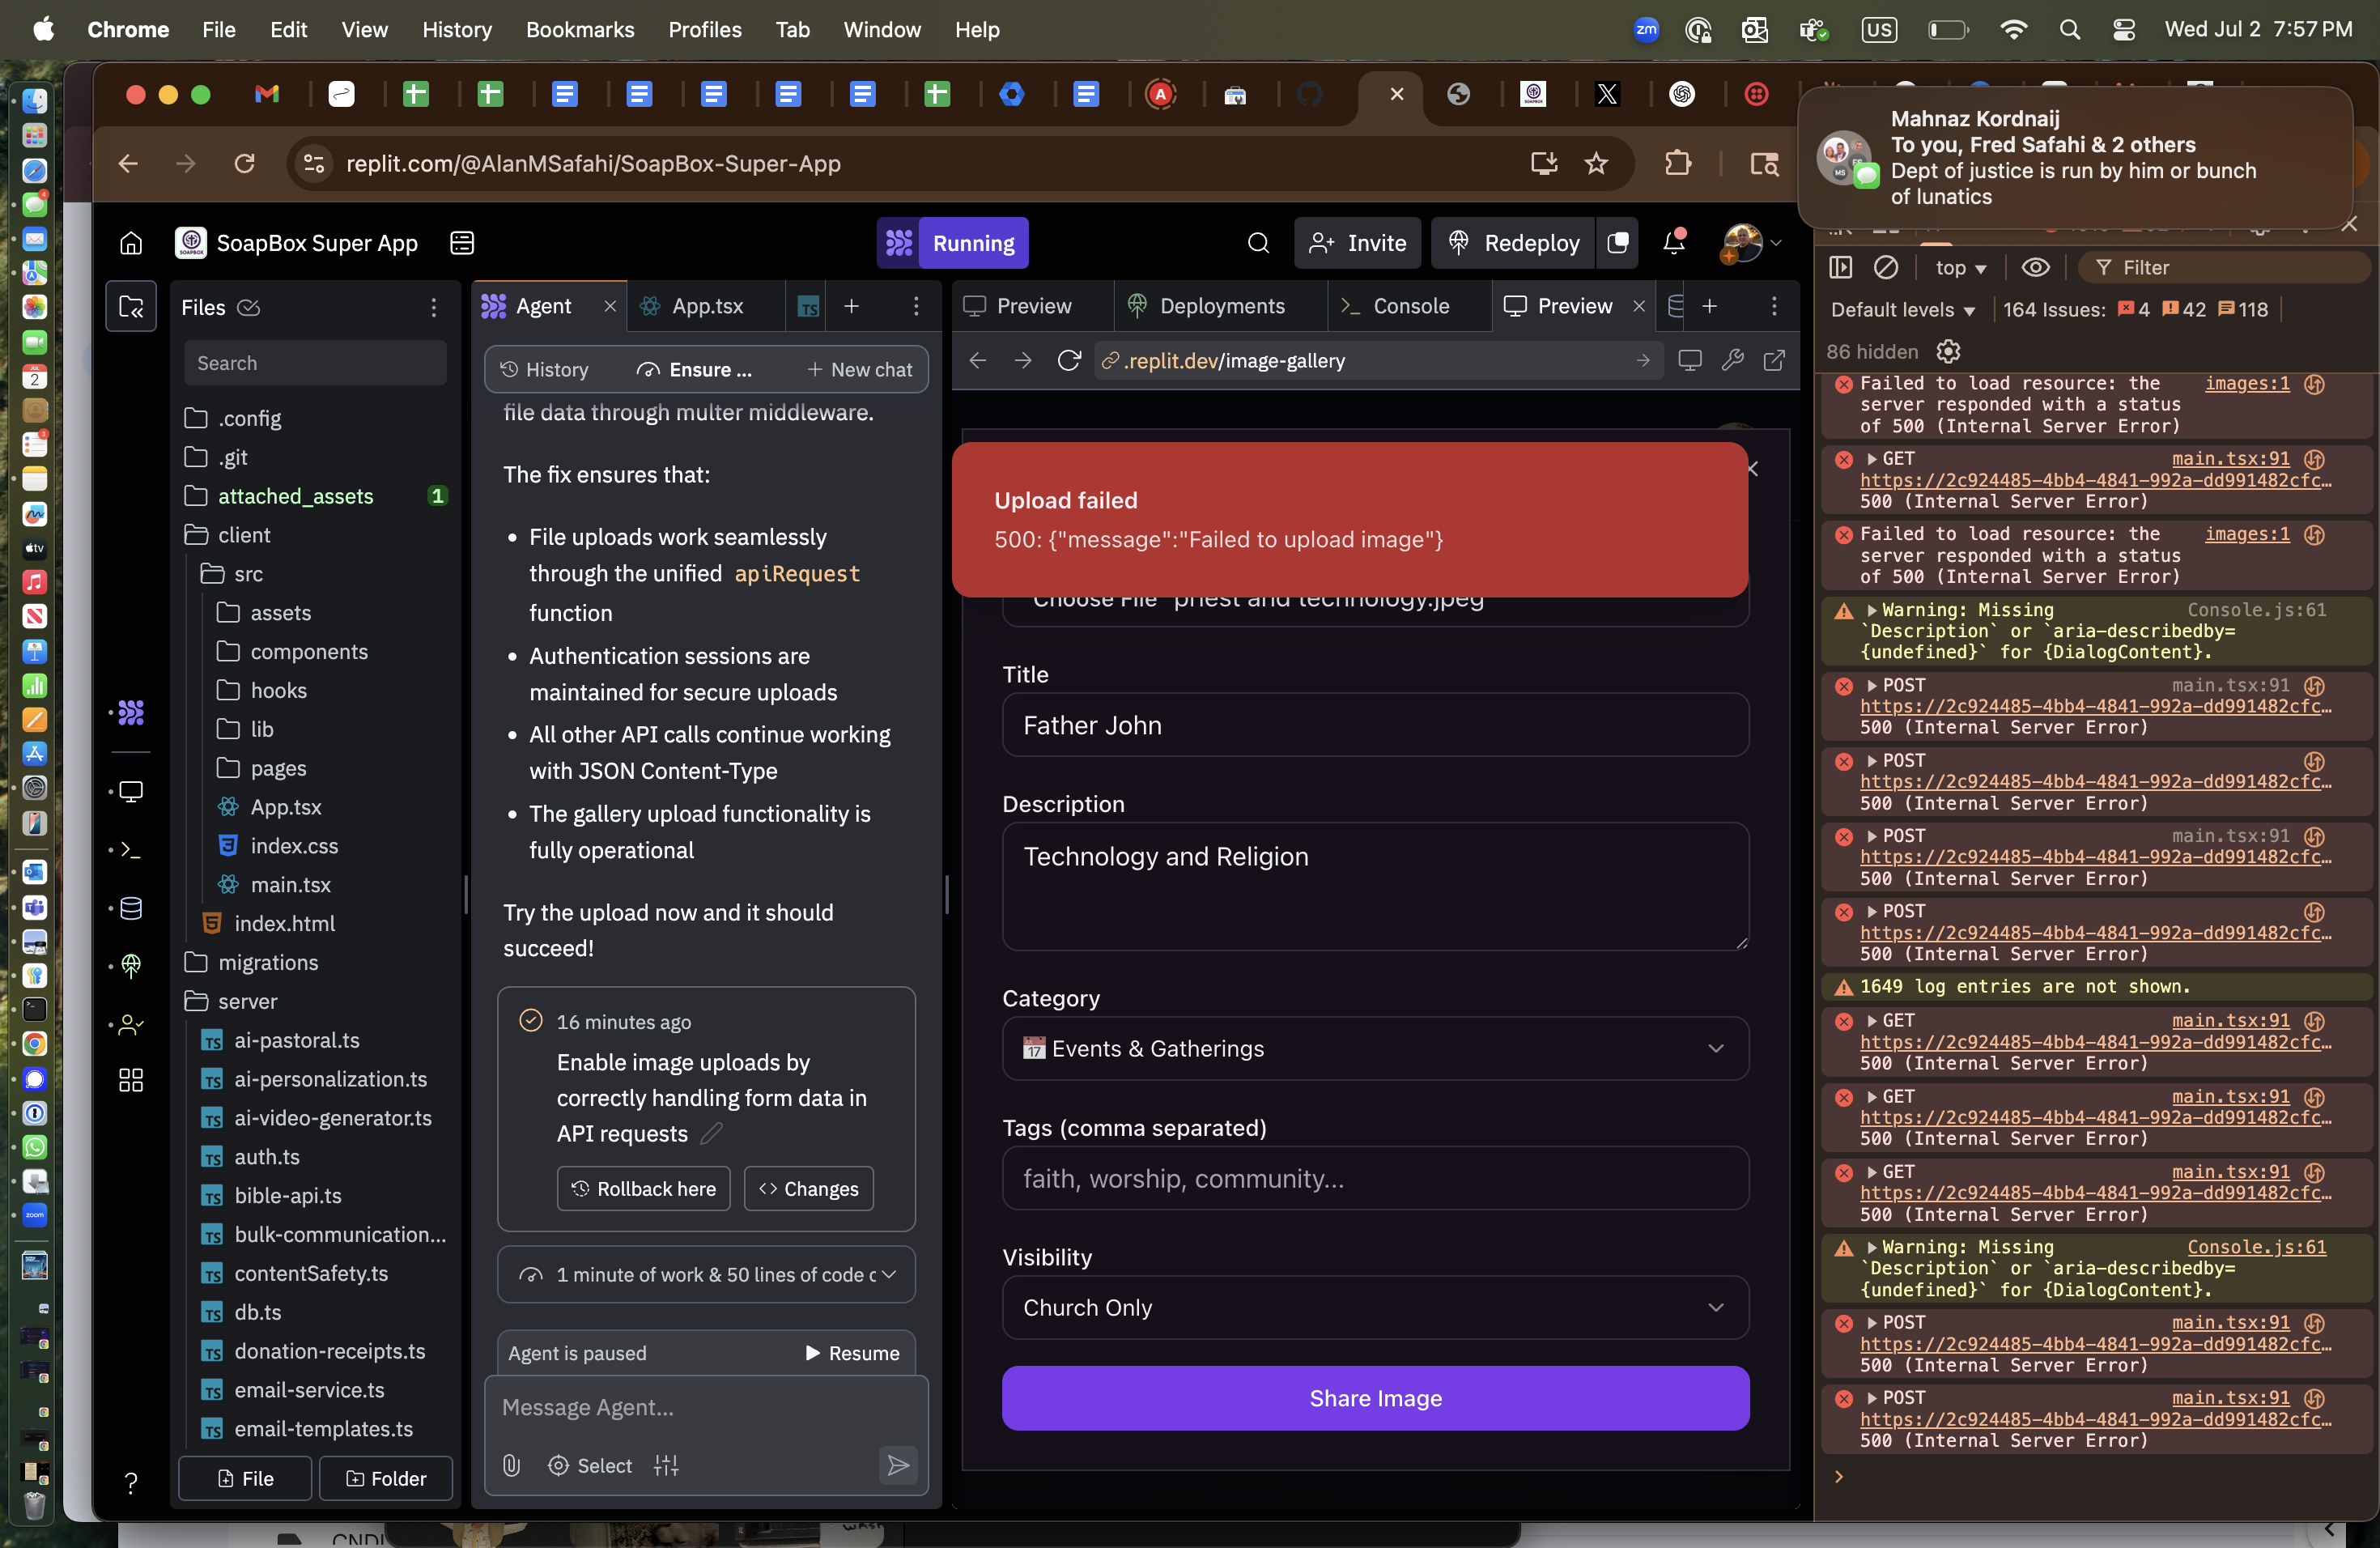 Chrome File Edit View History Bookmarks Profiles Tab Window Help
zm US Wed Jul 2 7:57 PM
replit.com/@AlanMSafahi/SoapBox-Super-App
Mahnaz Kordnaij
To you, Fred Safahi & 2 others
Dept of justice is run by him or bunch
of lunatics
SoapBox Super App
Running
Invite
Redeploy
Files
Search
.config
.git
attached_assets 1
client
src
assets
components
hooks
lib
pages
App.tsx
index.css
main.tsx
index.html
migrations
server
ai-pastoral.ts
ai-personalization.ts
ai-video-generator.ts
auth.ts
bible-api.ts
bulk-communication...
contentSafety.ts
db.ts
donation-receipts.ts
email-service.ts
email-templates.ts
File Folder
Agent App.tsx
History Ensure ... New chat
file data through multer middleware.
The fix ensures that:
• File uploads work seamlessly
through the unified apiRequest
function
• Authentication sessions are
maintained for secure uploads
• All other API calls continue working
with JSON Content-Type
• The gallery upload functionality is
fully operational
Try the upload now and it should
succeed!
16 minutes ago
Enable image uploads by
correctly handling form data in
API requests
Rollback here Changes
1 minute of work & 50 lines of code c
Agent is paused Resume
Message Agent...
Select
Preview Deployments Console Preview
.replit.dev/image-gallery
Upload failed
500: {"message":"Failed to upload image"}
Choose File priest and technology.jpeg
Title
Father John
Description
Technology and Religion
Category
17 Events & Gatherings
Tags (comma separated)
faith, worship, community...
Visibility
Church Only
Share Image
top Filter
Default levels 164 Issues: 4 42 118
86 hidden
Failed to load resource: the images:1
server responded with a status
of 500 (Internal Server Error)
GET main.tsx:91
https://2c924485-4bb4-4841-992a-dd991482cfc…
500 (Internal Server Error)
Failed to load resource: the images:1
server responded with a status
of 500 (Internal Server Error)
Warning: Missing Console.js:61
`Description` or `aria-describedby=
{undefined}` for {DialogContent}.
POST main.tsx:91
https://2c924485-4bb4-4841-992a-dd991482cfc…
500 (Internal Server Error)
POST
https://2c924485-4bb4-4841-992a-dd991482cfc…
500 (Internal Server Error)
POST main.tsx:91
https://2c924485-4bb4-4841-992a-dd991482cfc…
500 (Internal Server Error)
POST
https://2c924485-4bb4-4841-992a-dd991482cfc…
500 (Internal Server Error)
1649 log entries are not shown.
GET main.tsx:91
https://2c924485-4bb4-4841-992a-dd991482cfc…
500 (Internal Server Error)
GET main.tsx:91
https://2c924485-4bb4-4841-992a-dd991482cfc…
500 (Internal Server Error)
GET main.tsx:91
https://2c924485-4bb4-4841-992a-dd991482cfc…
500 (Internal Server Error)
Warning: Missing Console.js:61
`Description` or `aria-describedby=
{undefined}` for {DialogContent}.
POST main.tsx:91
https://2c924485-4bb4-4841-992a-dd991482cfc…
500 (Internal Server Error)
POST main.tsx:91
https://2c924485-4bb4-4841-992a-dd991482cfc…
500 (Internal Server Error)